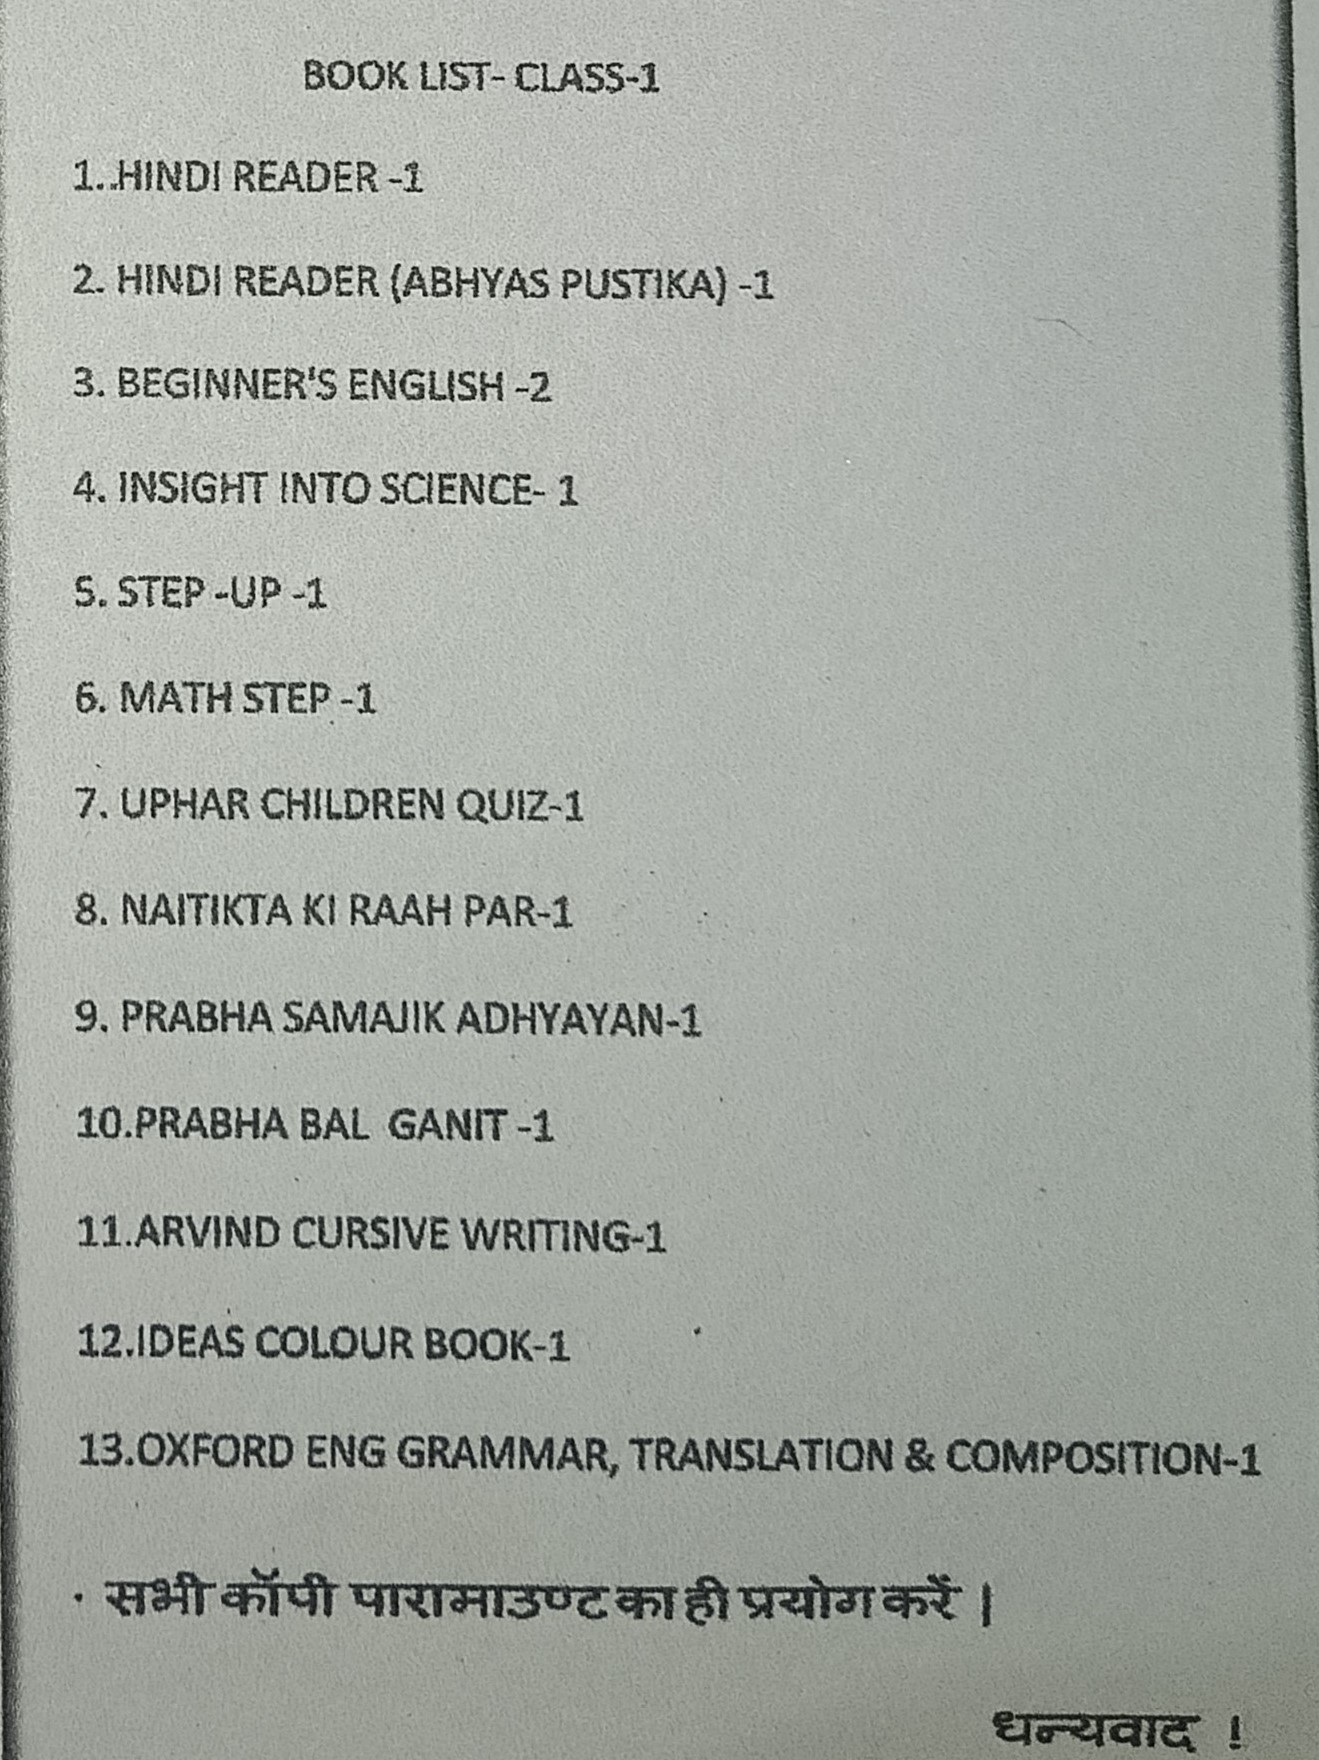 BOOK LIST- CLASS-1
1..HINDI READER -1
2. HINDI READER (ABHYAS PUSTIKA) -1
3. BEGINNER'S ENGLISH -2
4. INSIGHT INTO SCIENCE- 1
5. STEP -UP -1
6. MATH STEP -1
7. UPHAR CHILDREN QUIZ-1
8. NAITIKTA KI RAAH PAR-1
9. PRABHA SAMAJIK ADHYAYAN-1
10.PRABHA BAL GANIT -1
11.ARVIND CURSIVE WRITING-1
12.IDEAS COLOUR BOOK-1
13.OXFORD ENG GRAMMAR, TRANSLATION & COMPOSITION-1
· सभी कॉपी पारामाउण्ट का ही प्रयोग करें |
धन्यवाद !